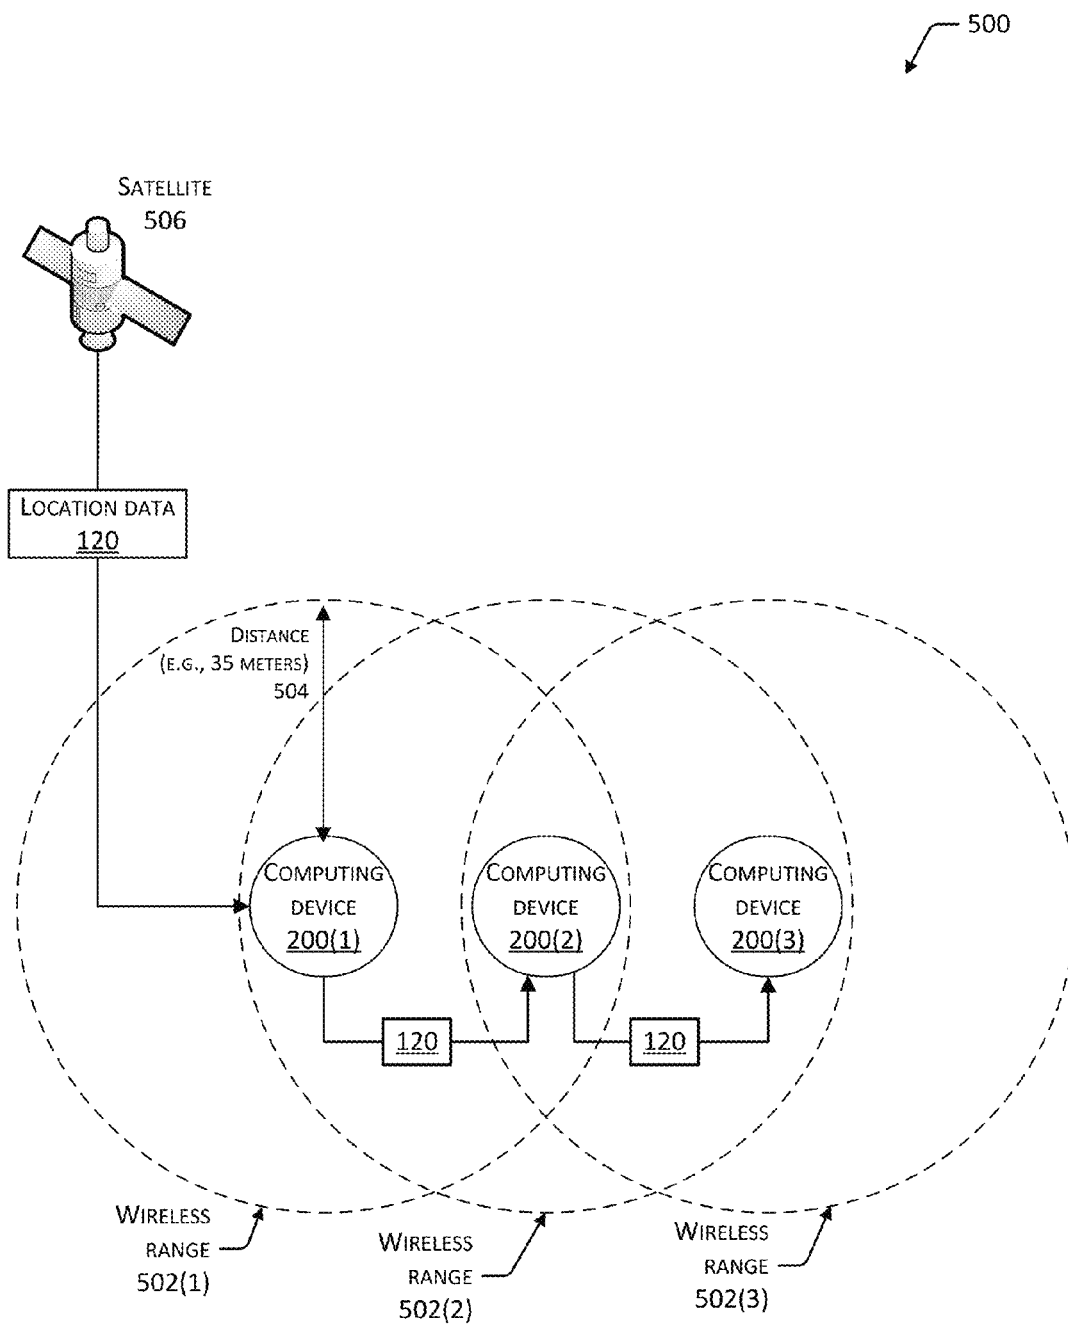 500
SATELLITE
506
LOCATION DATA
120
DISTANCE
(E.G., 35 METERS)
504
COMPUTING
DEVICE
200(1)
COMPUTING
DEVICE
200(2)
COMPUTING
DEVICE
200(3)
120
120
WIRELESS
RANGE
502(1)
WIRELESS
RANGE
502(2)
WIRELESS
RANGE
502(3)